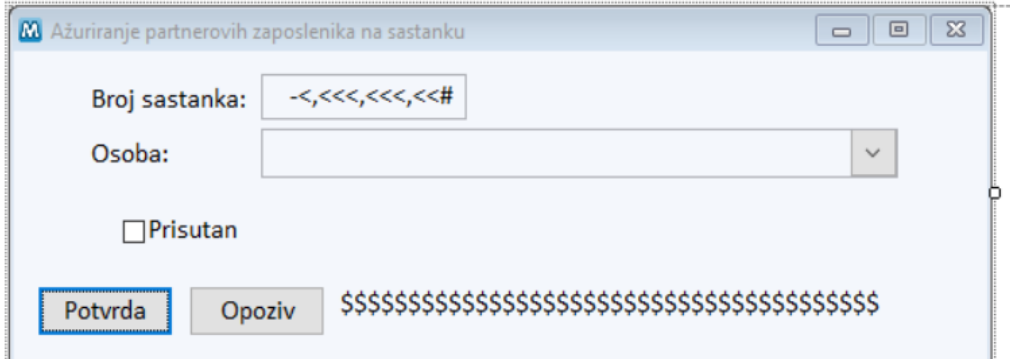 M Ažuriranje partnerovih zaposlenika na sastanku
Broj sastanka: -<,<<<,<<<,<<#
Osoba:
Prisutan
Potvrda Opoziv $$$$$$$$$$$$$$$$$$$$$$$$$$$$$$$$$$$$$$$$